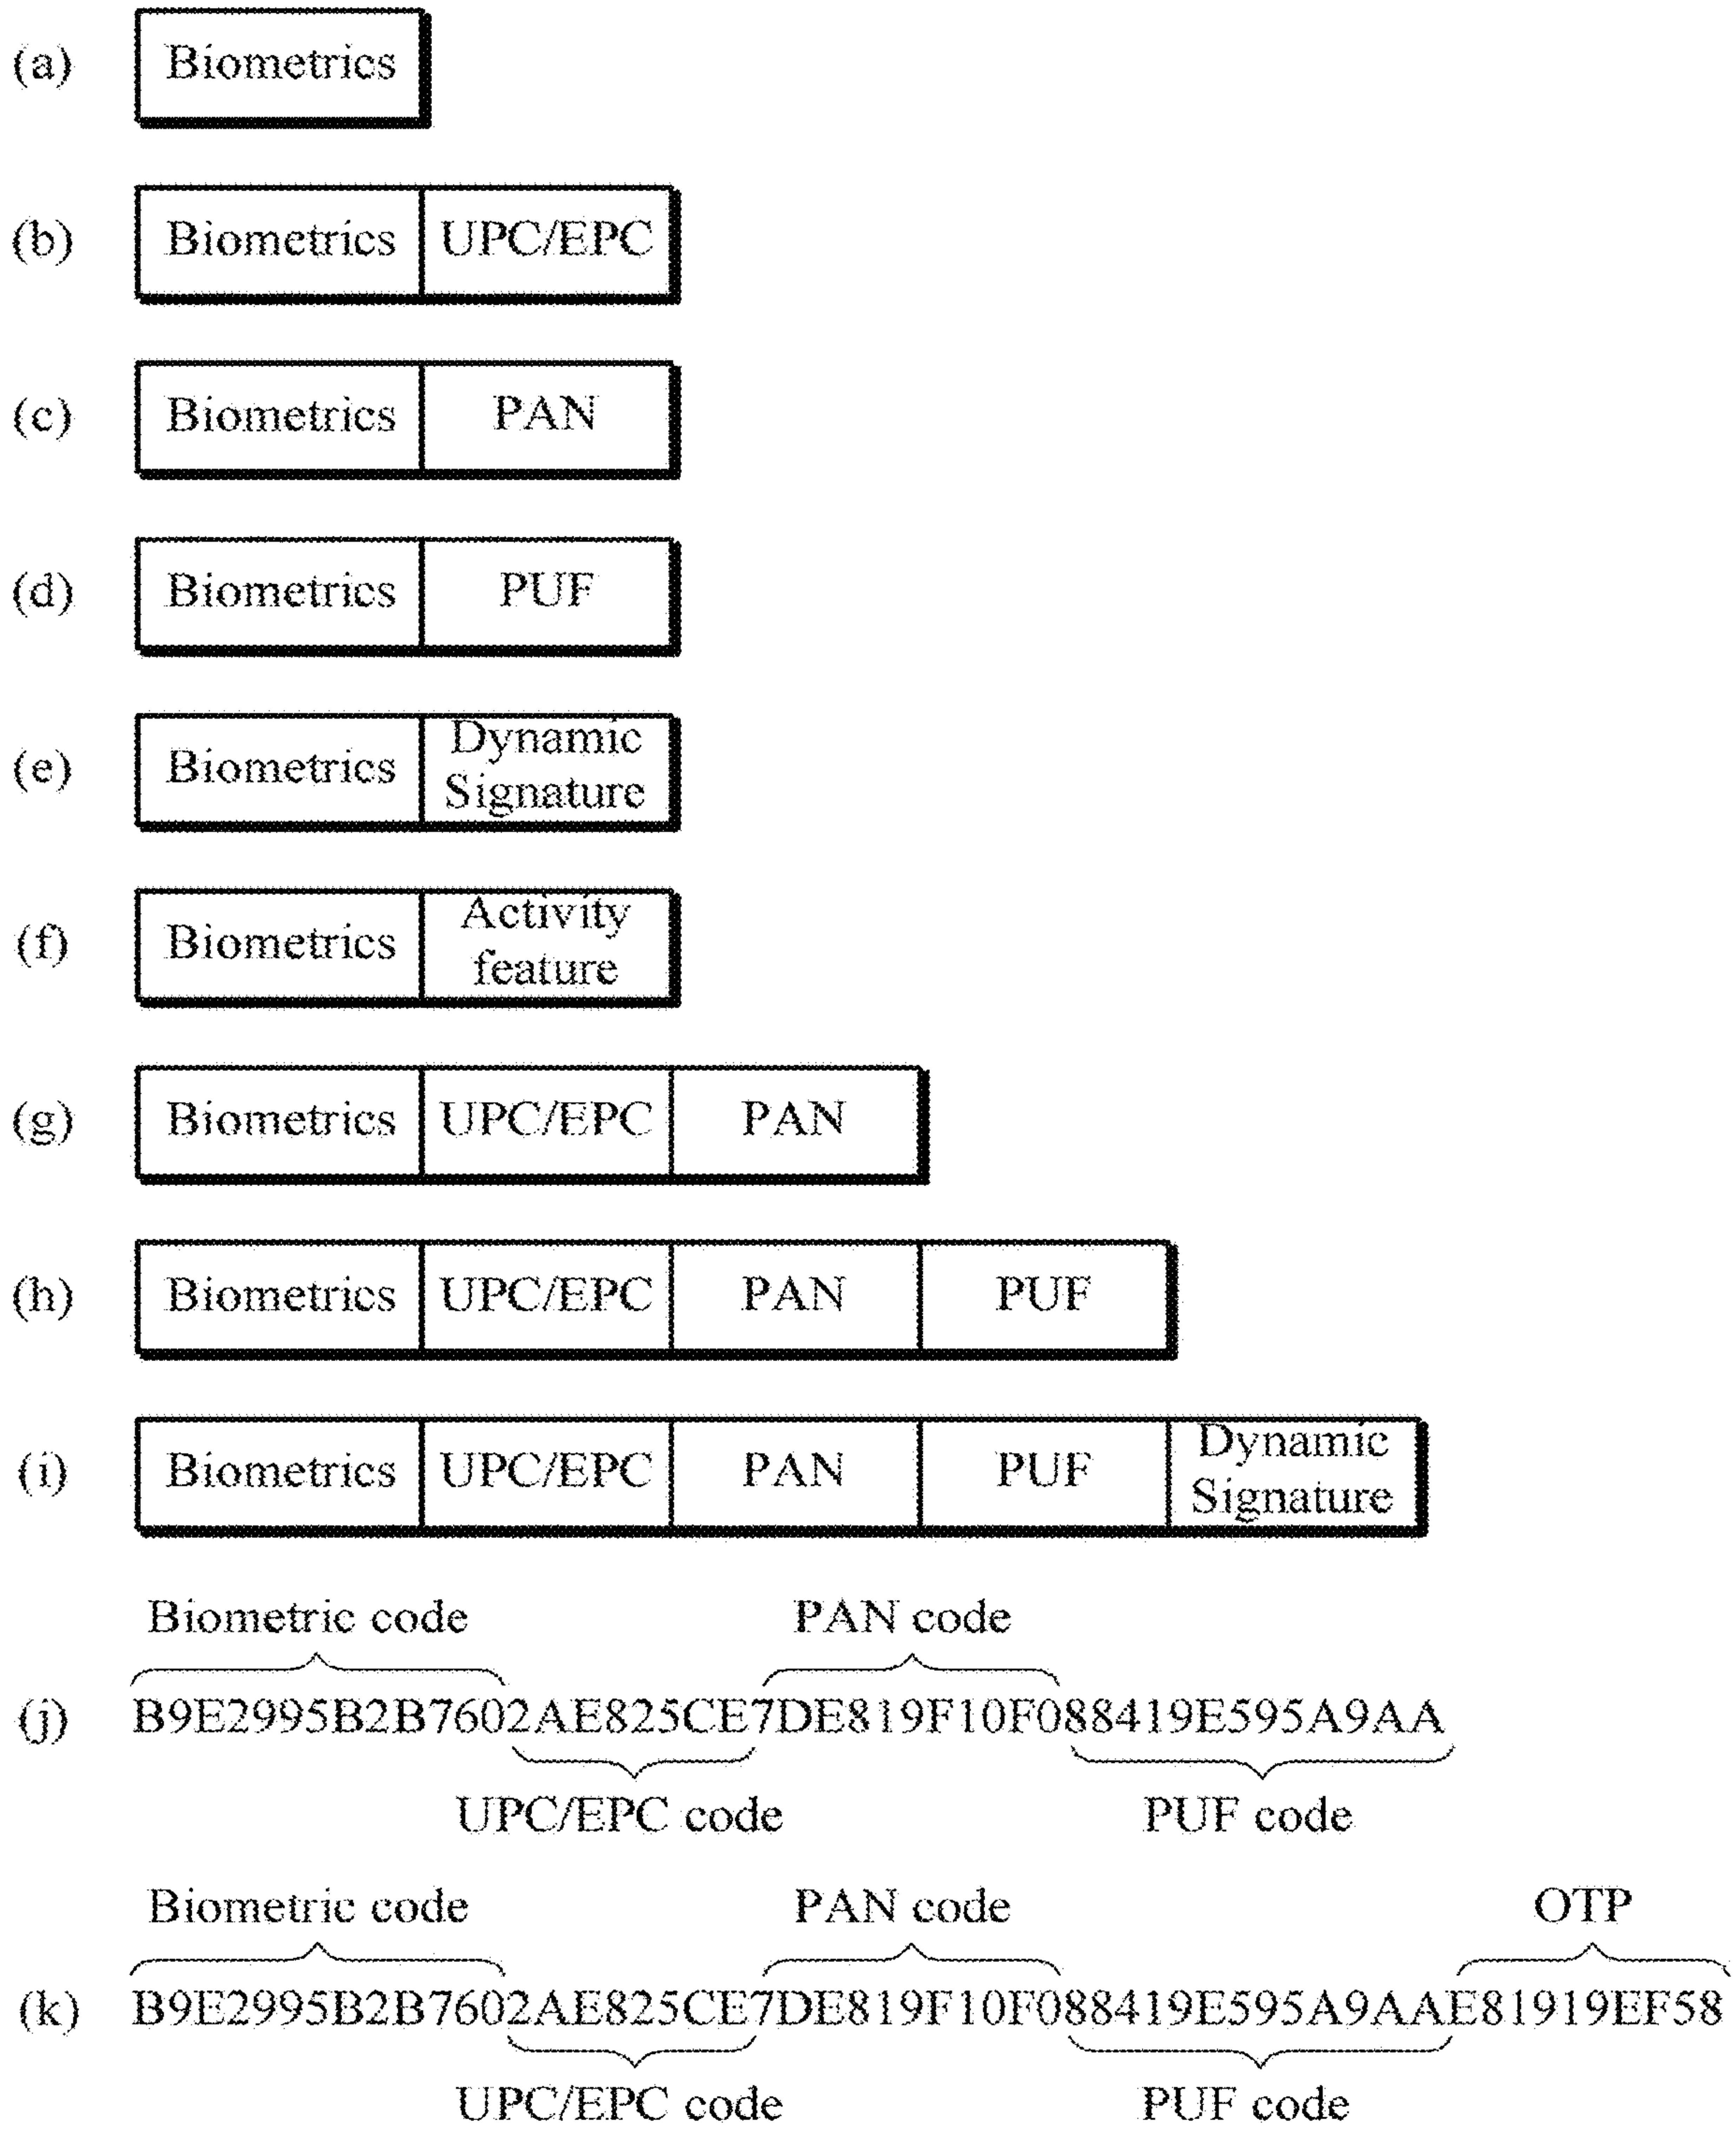 (a) Biometrics
(b) Biometrics UPC/EPC
(c) Biometrics PAN
(d) Biometrics PUF
(e) Biometrics Dynamic Signature
(f) Biometrics Activity feature
(g) Biometrics UPC/EPC PAN
(h) Biometrics UPC/EPC PAN PUF
(i) Biometrics UPC/EPC PAN PUF Dynamic Signature
Biometric code PAN code
(j) B9E2995B2B7602AE825CE7DE819F10F088419E595A9AA
UPC/EPC code PUF code
Biometric code PAN code OTP
(k) B9E2995B2B7602AE825CE7DE819F10F088419E595A9AAE81919EF58
UPC/EPC code PUF code